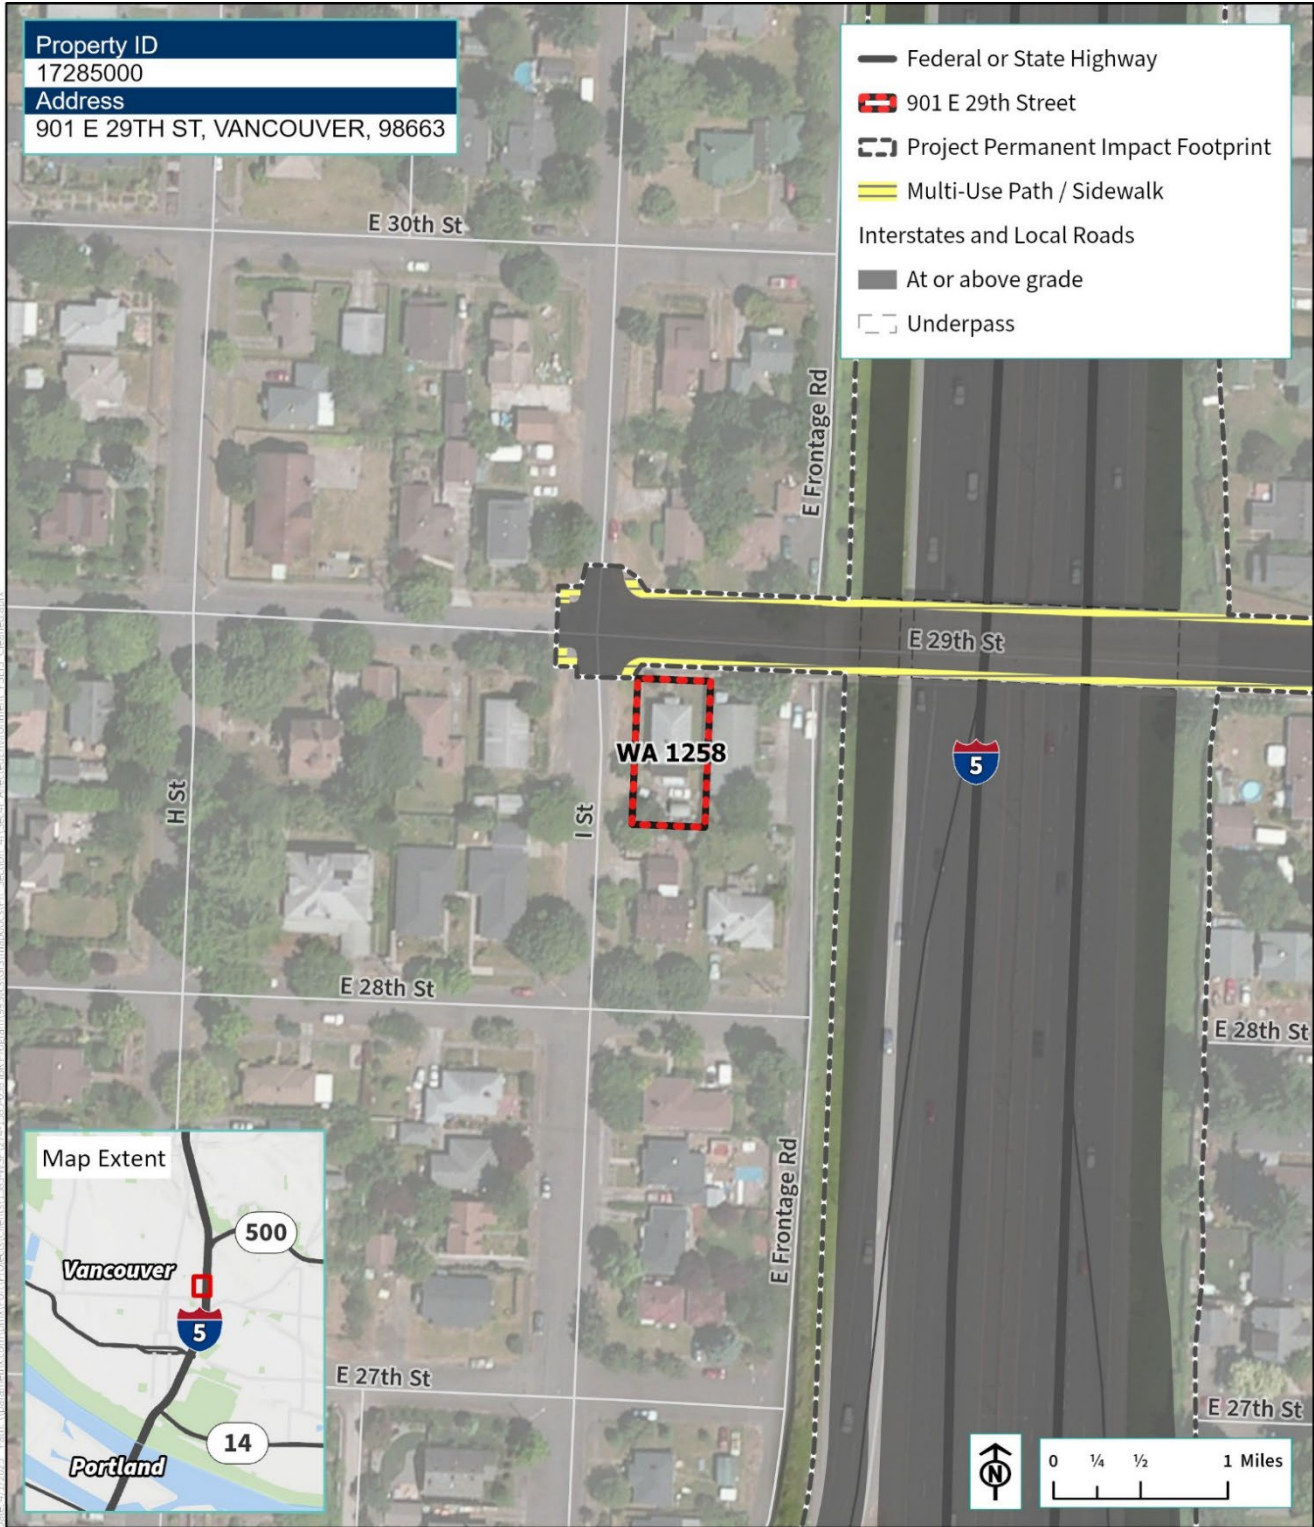 Property ID
17285000
Address
901 E 29TH ST, VANCOUVER, 98663
Federal or State Highway
901 E 29th Street
Project Permanent Impact Footprint
Multi-Use Path / Sidewalk
Interstates and Local Roads
At or above grade
Underpass
E 30th St
E Frontage Rd
E 29th St
WA 1258
5
H St
I St
E 28th St
E 28th St
E Frontage Rd
E 27th St
E 27th St
Map Extent
500
Vancouver
5
14
Portland
N
0 ¼ ½ 1 Miles